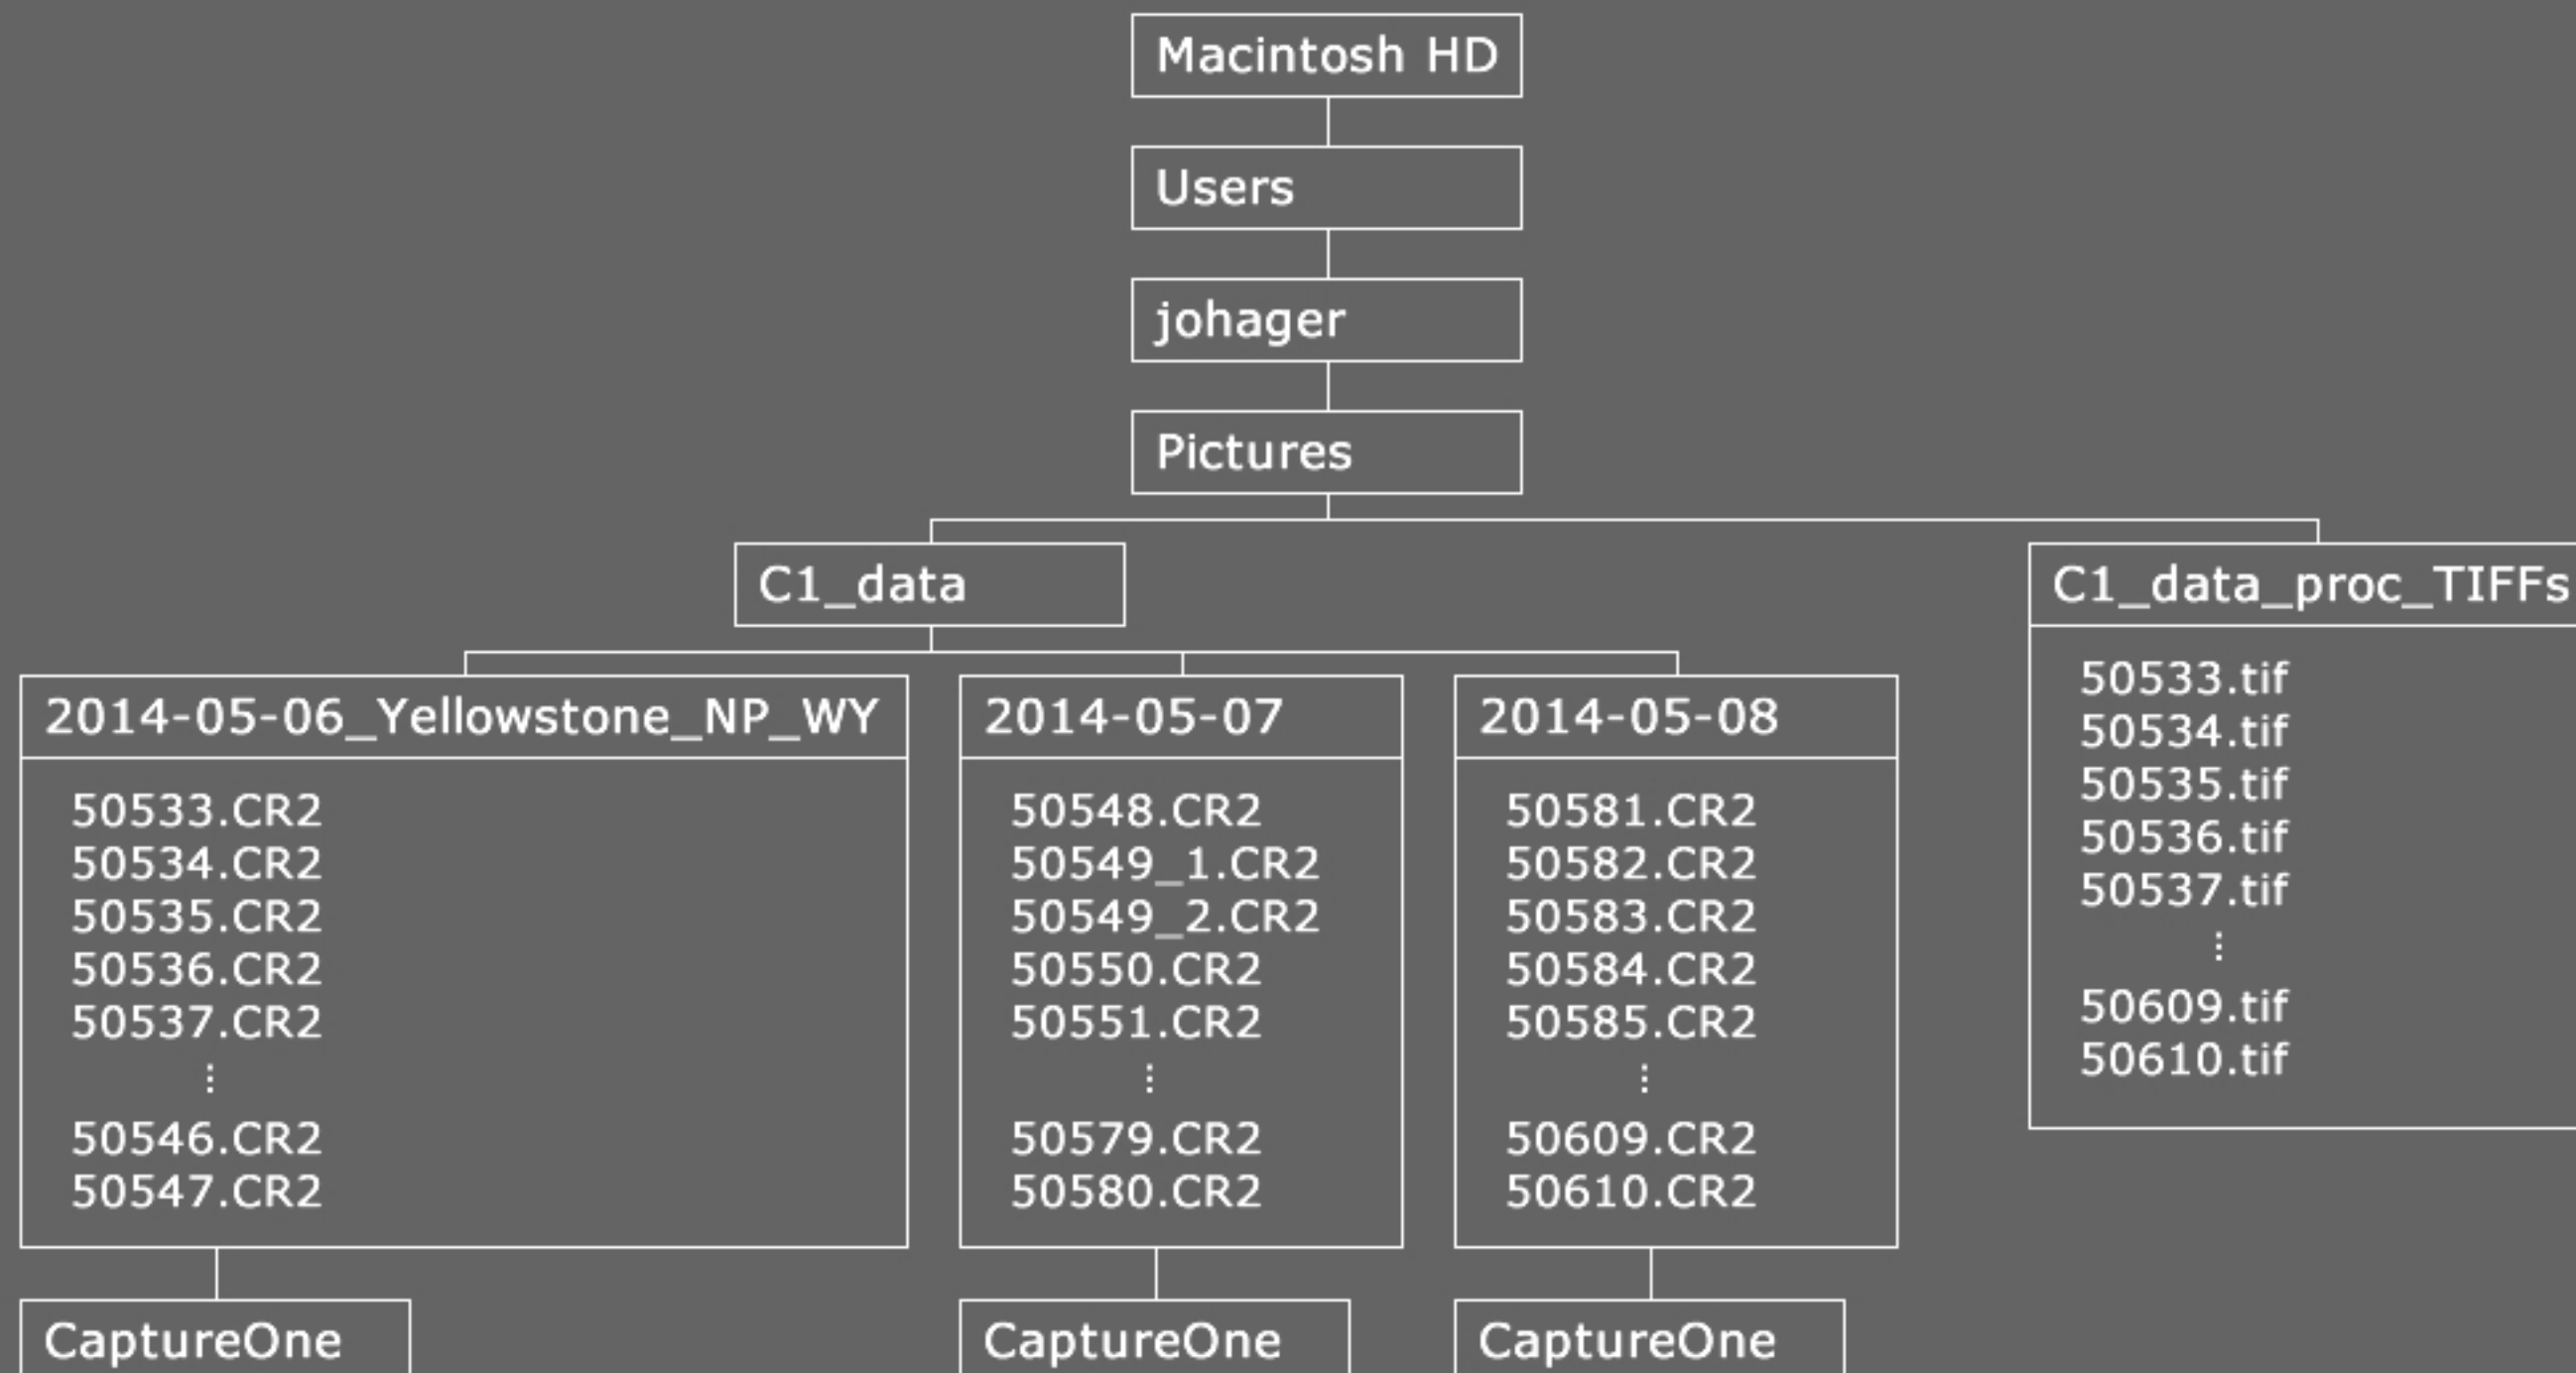 Macintosh HD
Users
johager
Pictures
C1_data
C1_data_proc_TIFFs
2014-05-06_Yellowstone_NP_WY
50533.CR2
50534.CR2
50535.CR2
50536.CR2
50537.CR2
⋮
50546.CR2
50547.CR2
CaptureOne
2014-05-07
50548.CR2
50549_1.CR2
50549_2.CR2
50550.CR2
50551.CR2
⋮
50579.CR2
50580.CR2
CaptureOne
2014-05-08
50581.CR2
50582.CR2
50583.CR2
50584.CR2
50585.CR2
⋮
50609.CR2
50610.CR2
CaptureOne
50533.tif
50534.tif
50535.tif
50536.tif
50537.tif
⋮
50609.tif
50610.tif